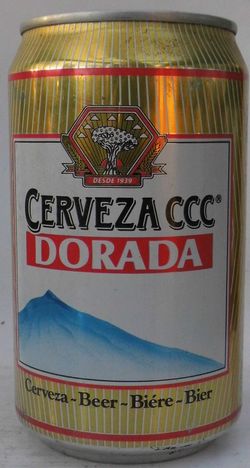 DESDE 1939
CERVEZA CCC®
DORADA
Cerveza~Beer~Biére~Bier